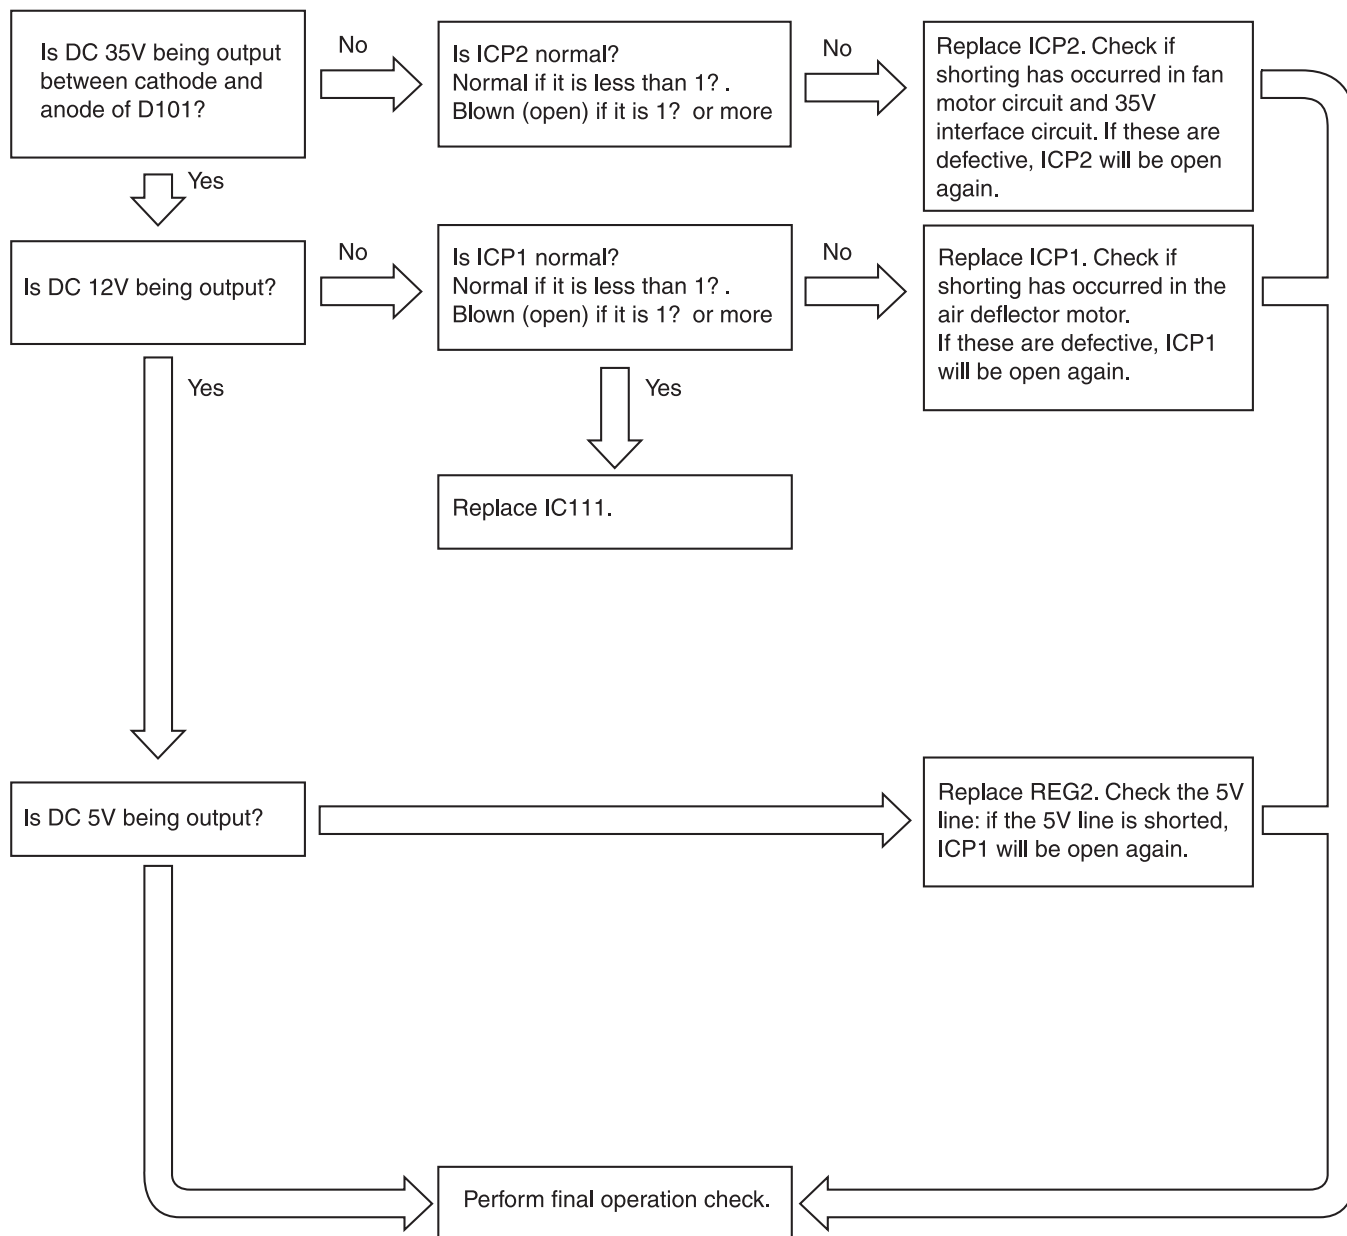 Is DC 35V being output
between cathode and
anode of D101?
No
Is ICP2 normal?
Normal if it is less than 1? .
Blown (open) if it is 1?  or more
No
Replace ICP2. Check if
shorting has occurred in fan
motor circuit and 35V
interface circuit. If these are
defective, ICP2 will be open
again.
Yes
Is DC 12V being output?
No
Is ICP1 normal?
Normal if it is less than 1? .
Blown (open) if it is 1?  or more
No
Replace ICP1. Check if
shorting has occurred in the
air deflector motor.
If these are defective, ICP1
will be open again.
Yes
Yes
Replace IC111.
Is DC 5V being output?
Replace REG2. Check the 5V
line: if the 5V line is shorted,
ICP1 will be open again.
Perform final operation check.